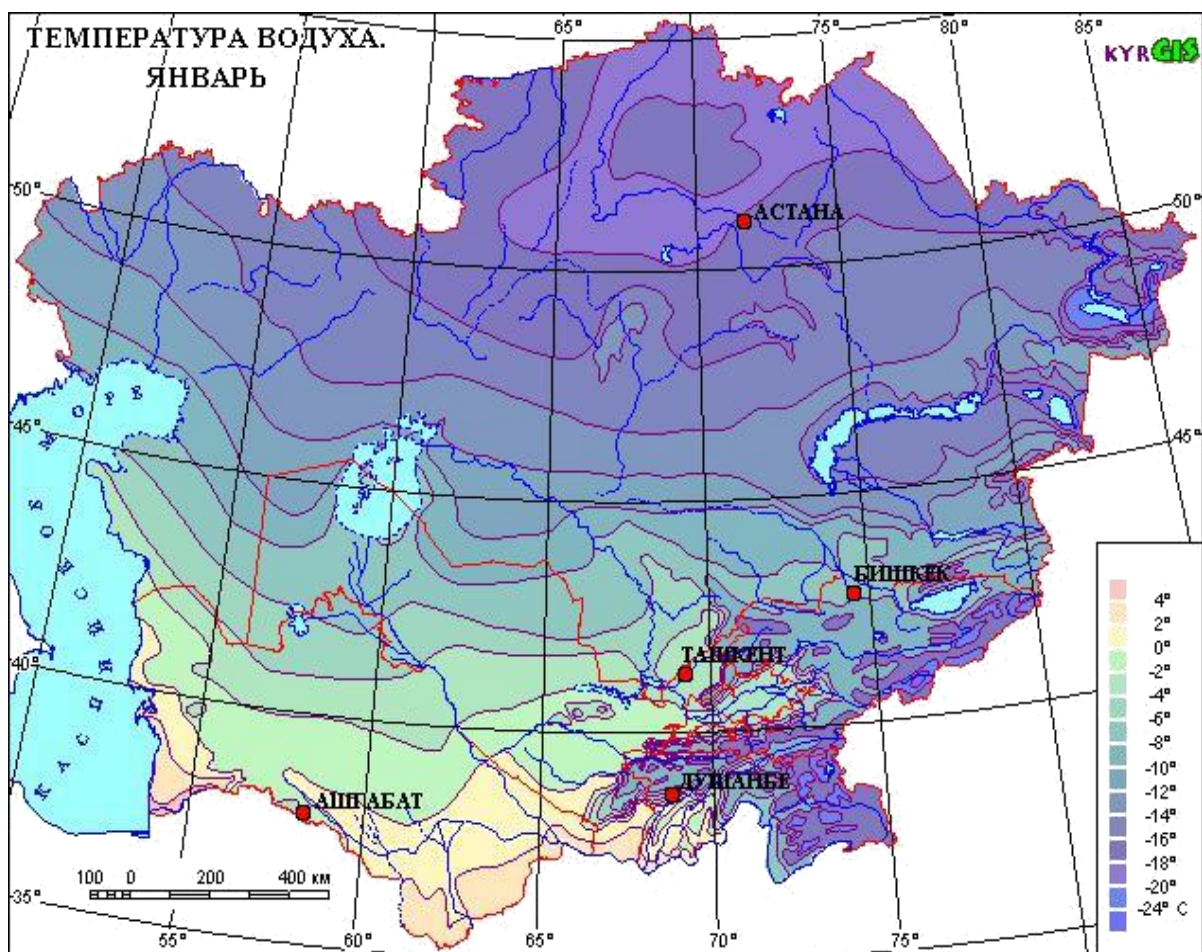 ТЕМПЕРАТУРА ВОДУХА.
ЯНВАРЬ
KYRGIS
65°
75°
80°
85°
50°
50°
АСТАНА
45°
45°
БИШКЕК
ТАШКЕНТ
40°
ДУШАНБЕ
АШГАБАТ
КАСПИЙСКОЕ МОРЕ
4°
2°
0°
-2°
-4°
-6°
-8°
-10°
-12°
-14°
-16°
-18°
-20°
-24° C
100 0 200 400 км
35°
55°
60°
65°
70°
75°